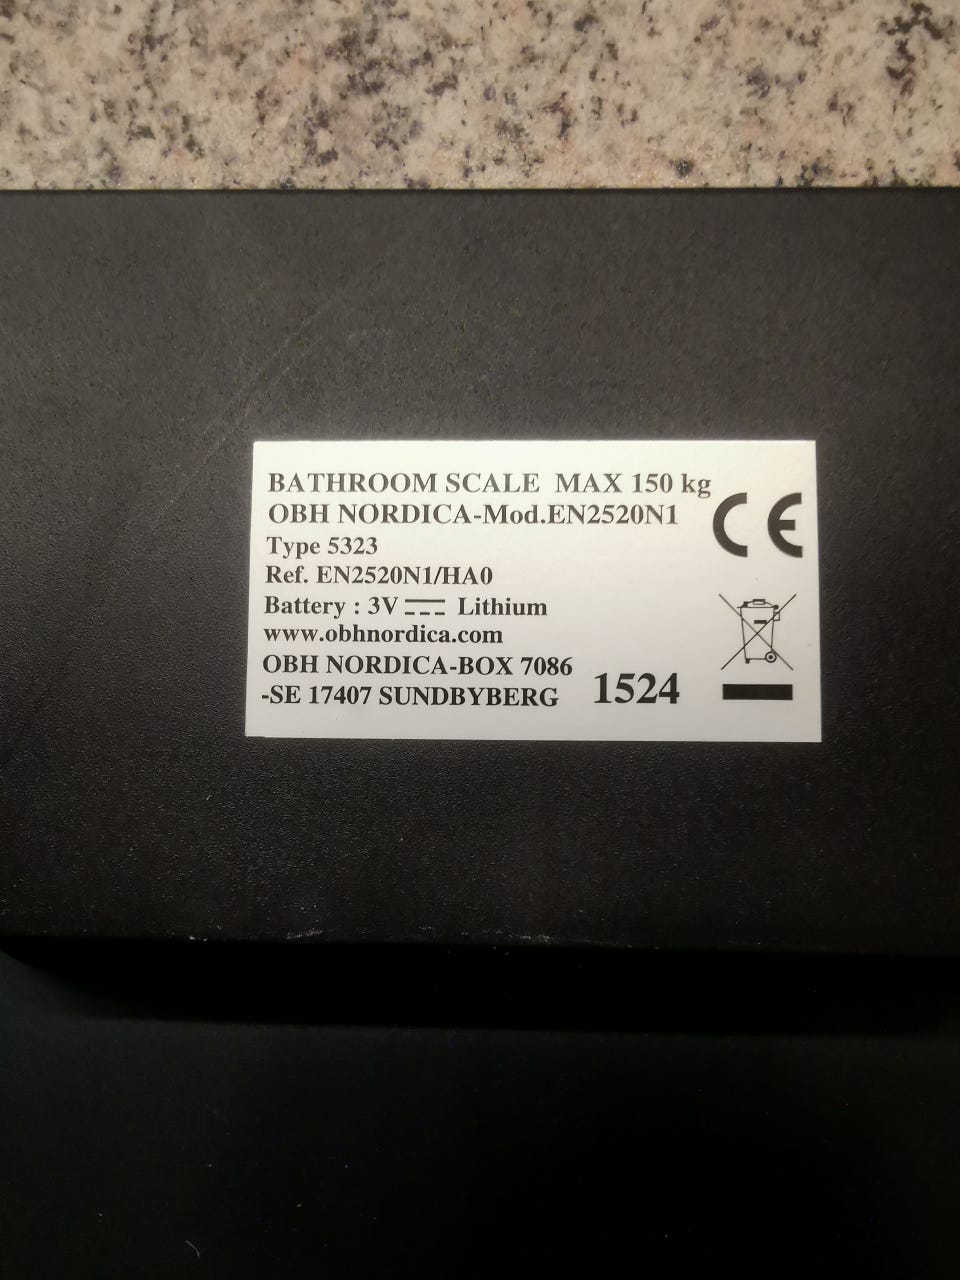 BATHROOM SCALE MAX 150 kg
OBH NORDICA-Mod.EN2520N1
Type 5323
Ref. EN2520N1/HA0
Battery : 3V ⎓ Lithium
www.obhnordica.com
OBH NORDICA-BOX 7086
-SE 17407 SUNDBYBERG
1524
CE